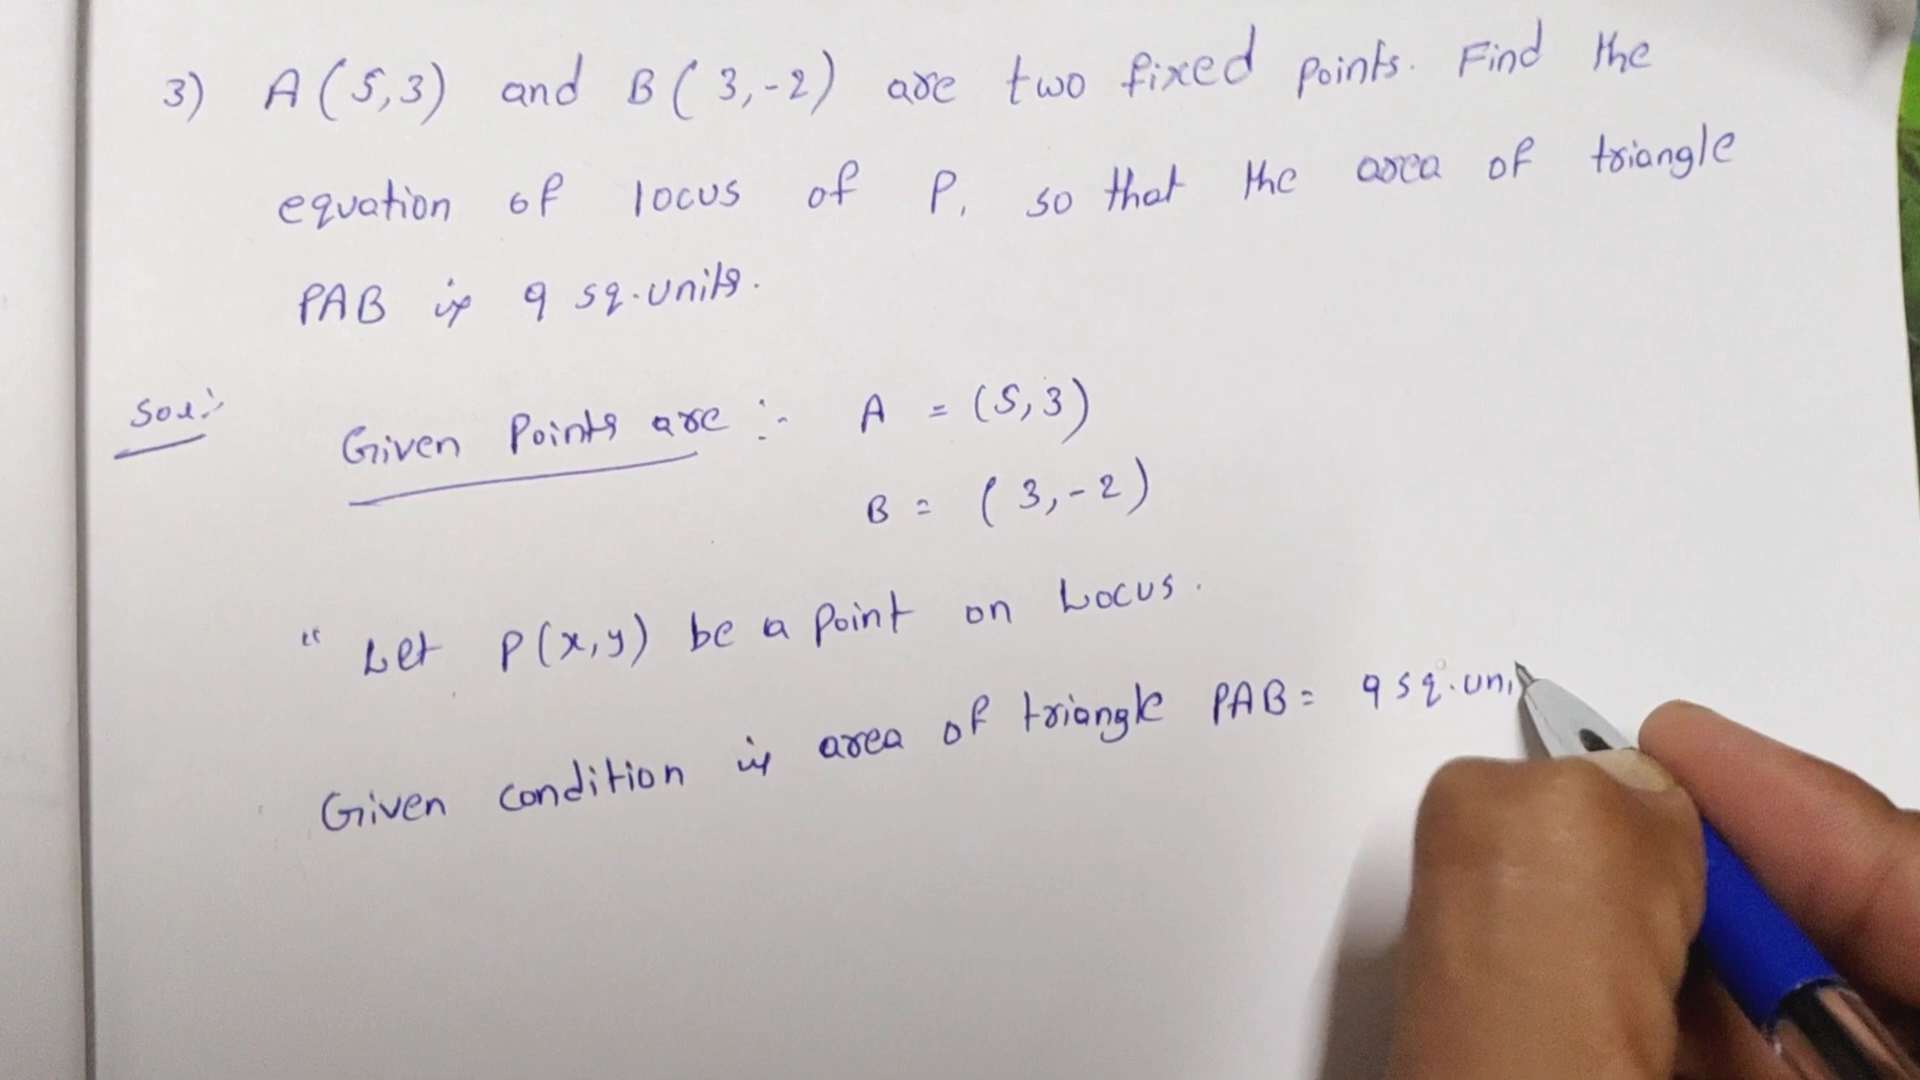 3) A(5,3) and B(3,-2) are two fixed points. Find the
equation of locus of P, so that the area of triangle
PAB is 9 sq.units.
Sol:-
Given Points are :- A = (5,3)
B = (3,-2)
" Let P(x,y) be a point on Locus.
Given condition is area of triangle PAB = 9 sq.uni